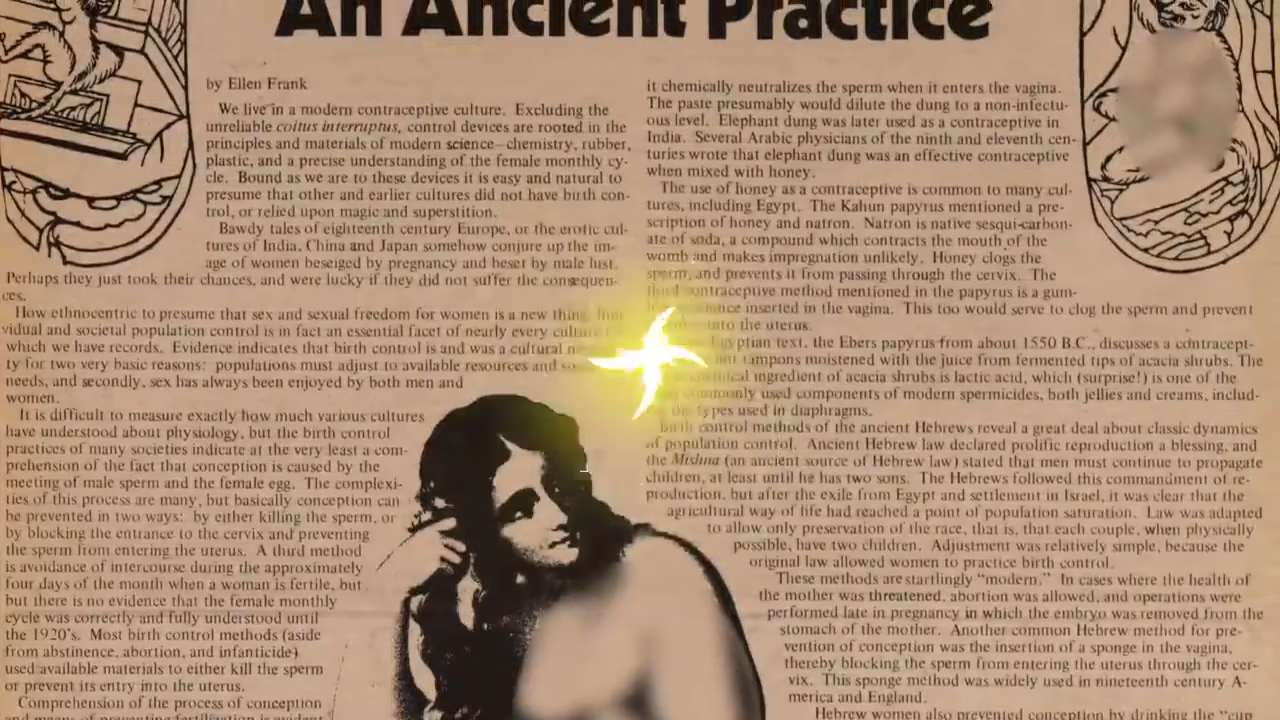 An Ancient Practice
by Ellen Frank
We live in a modern contraceptive culture. Excluding the
unreliable coitus interruptus, control devices are rooted in the
principles and materials of modern science—chemistry, rubber,
plastic, and a precise understanding of the female monthly cy-
cle. Bound as we are to these devices it is easy and natural to
presume that other and earlier cultures did not have birth con-
trol, or relied upon magic and superstition.
Bawdy tales of eighteenth century Europe, or the erotic cul-
tures of India, China and Japan somehow conjure up the im-
age of women beseiged by pregnancy and beset by male lust.
Perhaps they just took their chances, and were lucky if they did not suffer the consequen-
ces.
How ethnocentric to presume that sex and sexual freedom for women is a new thing.
vidual and societal population control is in fact an essential facet of nearly every culture
which we have records. Evidence indicates that birth control is and was a cultural
ty for two very basic reasons: populations must adjust to available resources and
needs, and secondly, sex has always been enjoyed by both men and
women.
It is difficult to measure exactly how much various cultures
have understood about physiology, but the birth control
practices of many societies indicate at the very least a com-
prehension of the fact that conception is caused by the
meeting of male sperm and the female egg. The complexi-
ties of this process are many, but basically conception can
be prevented in two ways: by either killing the sperm, or
by blocking the entrance to the cervix and preventing
the sperm from entering the uterus. A third method
is avoidance of intercourse during the approximately
four days of the month when a woman is fertile, but
but there is no evidence that the female monthly
cycle was correctly and fully understood until
the 1920's. Most birth control methods (aside
from abstinence, abortion, and infanticide)
used available materials to either kill the sperm
or prevent its entry into the uterus.
Comprehension of the process of conception
and means of preventing fertilization is evident
it chemically neutralizes the sperm when it enters the vagina.
The paste presumably would dilute the dung to a non-infectu-
ous level. Elephant dung was later used as a contraceptive in
India. Several Arabic physicians of the ninth and eleventh cen-
turies wrote that elephant dung was an effective contraceptive
when mixed with honey.
The use of honey as a contraceptive is common to many cul-
tures, including Egypt. The Kahun papyrus mentioned a pre-
scription of honey and natron. Natron is native sesqui-carbon-
ate of soda, a compound which contracts the mouth of the
womb and makes impregnation unlikely. Honey clogs the
sperm, and prevents it from passing through the cervix. The
third contraceptive method mentioned in the papyrus is a gum-
inserted in the vagina. This too would serve to clog the sperm and prevent
into the uterus.
Egyptian text, the Ebers papyrus from about 1550 B.C., discusses a contracept-
tampons moistened with the juice from fermented tips of acacia shrubs. The
ingredient of acacia shrubs is lactic acid, which (surprise!) is one of the
commonly used components of modern spermicides, both jellies and creams, includ-
types used in diaphragms.
Birth control methods of the ancient Hebrews reveal a great deal about classic dynamics
of population control. Ancient Hebrew law declared prolific reproduction a blessing, and
the Mishna (an ancient source of Hebrew law) stated that men must continue to propagate
children, at least until he has two sons. The Hebrews followed this commandment of re-
production, but after the exile from Egypt and settlement in Israel, it was clear that the
agricultural way of life had reached a point of population saturation. Law was adapted
to allow only preservation of the race, that is, that each couple, when physically
possible, have two children. Adjustment was relatively simple, because the
original law allowed women to practice birth control.
These methods are startlingly "modern." In cases where the health of
the mother was threatened, abortion was allowed, and operations were
performed late in pregnancy in which the embryo was removed from the
stomach of the mother. Another common Hebrew method for pre-
vention of conception was the insertion of a sponge in the vagina,
thereby blocking the sperm from entering the uterus through the cer-
vix. This sponge method was widely used in nineteenth century A-
merica and England.
Hebrew women also prevented conception by drinking the "cup